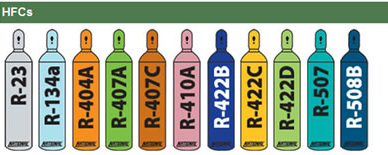 HFCs
R-23
R-134a
R-404A
R-407A
R-407C
R-410A
R-422B
R-422C
R-422D
R-507
R-508B